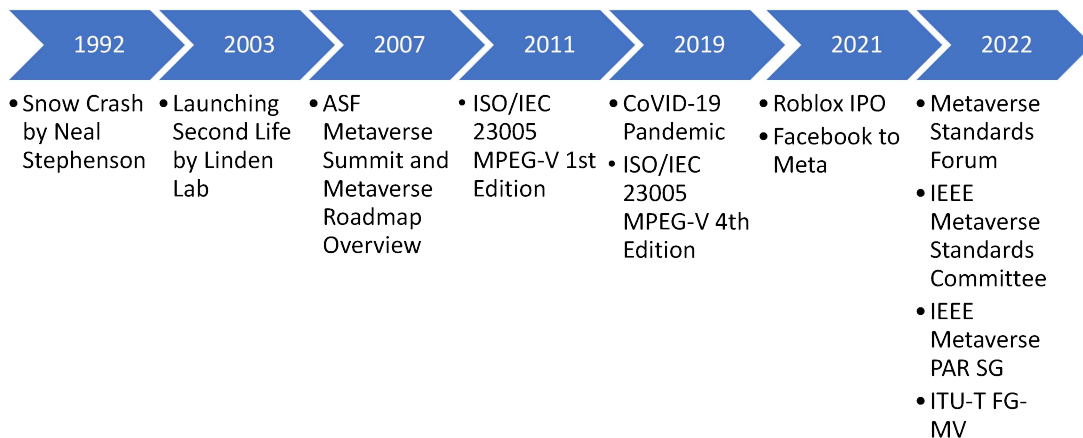 1992
• Snow Crash
by Neal
Stephenson
2003
• Launching
Second Life
by Linden
Lab
2007
• ASF
Metaverse
Summit and
Metaverse
Roadmap
Overview
2011
• ISO/IEC
23005
MPEG-V 1st
Edition
2019
• CoVID-19
Pandemic
• ISO/IEC
23005
MPEG-V 4th
Edition
2021
• Roblox IPO
• Facebook to
Meta
2022
• Metaverse
Standards
Forum
• IEEE
Metaverse
Standards
Committee
• IEEE
Metaverse
PAR SG
• ITU-T FG-
MV